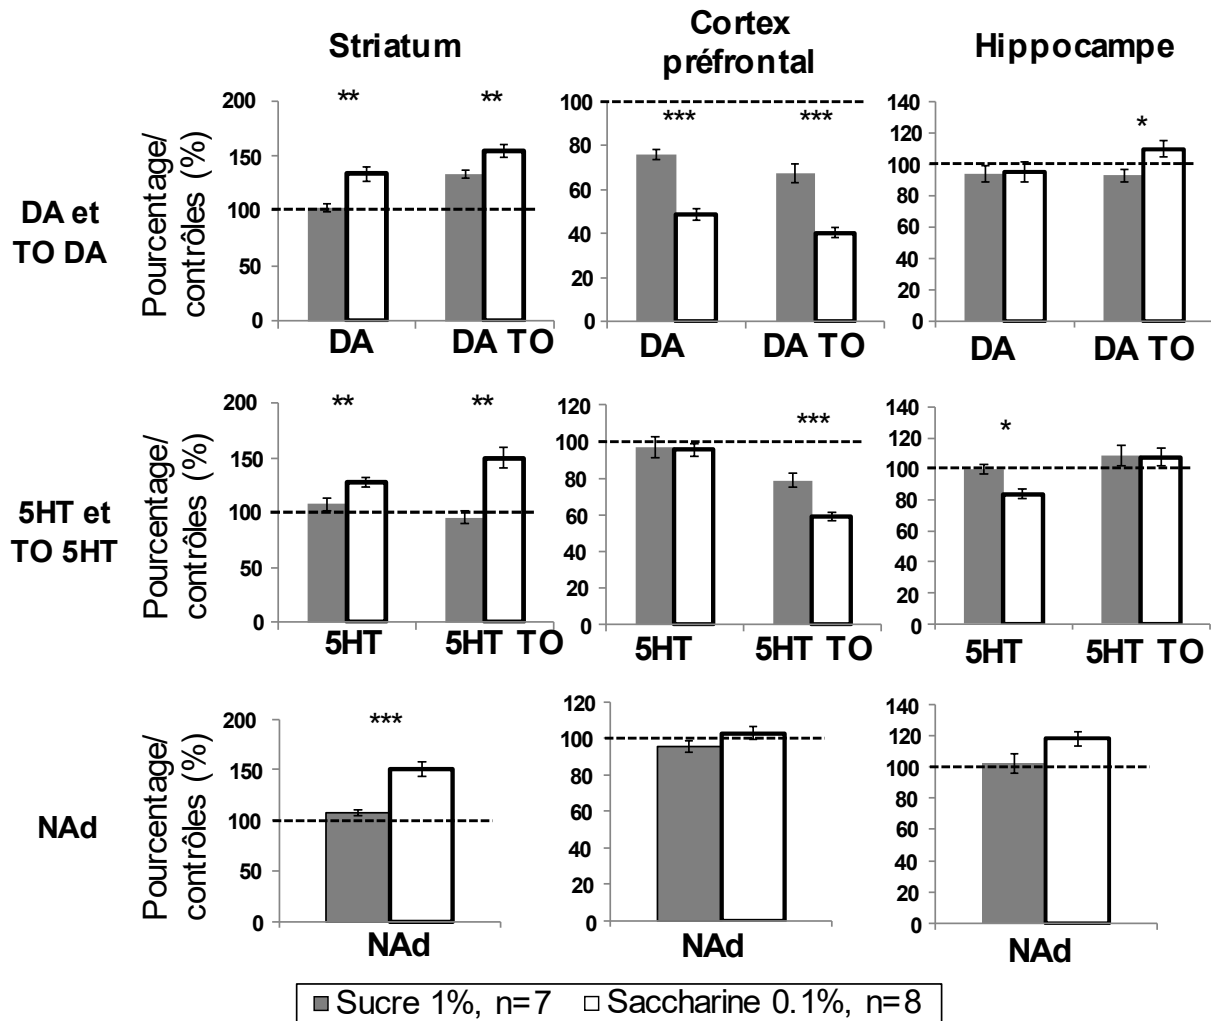 Striatum
Cortex
préfrontal
Hippocampe
DA et
TO DA
Pourcentage/
contrôles (%)
200
150
100
50
0
**
**
DA
DA TO
100
80
60
40
20
0
***
***
DA
DA TO
140
120
100
80
60
40
20
0
*
DA
DA TO
5HT et
TO 5HT
Pourcentage/
contrôles (%)
200
150
100
50
0
**
**
5HT
5HT TO
120
100
80
60
40
20
0
***
5HT
5HT TO
140
120
100
80
60
40
20
0
*
5HT
5HT TO
NAd
Pourcentage/
contrôles (%)
200
150
100
50
0
***
NAd
120
100
80
60
40
20
0
NAd
140
120
100
80
60
40
20
0
NAd
Sucre 1%, n=7 Saccharine 0.1%, n=8